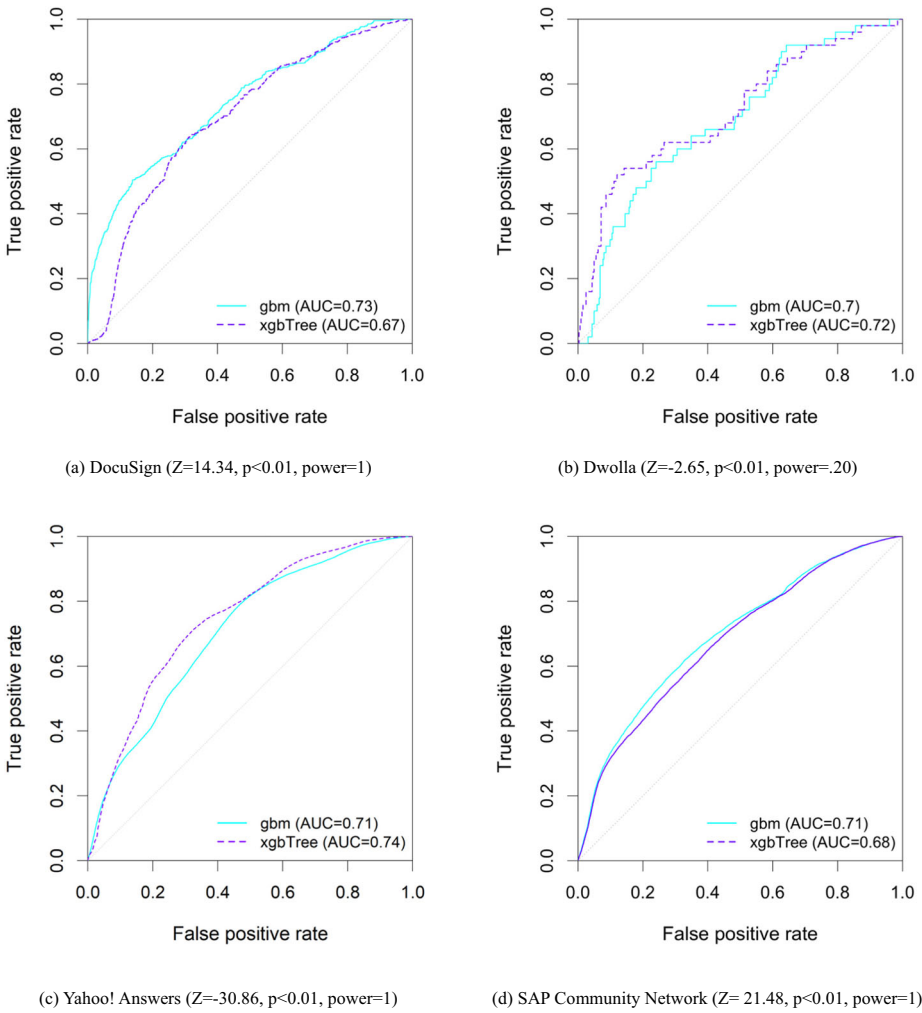 True positive rate
1.0
0.8
0.6
0.4
0.2
0.0
gbm (AUC=0.73)
xgbTree (AUC=0.67)
0.0 0.2 0.4 0.6 0.8 1.0
False positive rate
(a) DocuSign (Z=14.34, p<0.01, power=1)
True positive rate
1.0
0.8
0.6
0.4
0.2
0.0
gbm (AUC=0.7)
xgbTree (AUC=0.72)
0.0 0.2 0.4 0.6 0.8 1.0
False positive rate
(b) Dwolla (Z=-2.65, p<0.01, power=.20)
True positive rate
1.0
0.8
0.6
0.4
0.2
0.0
gbm (AUC=0.71)
xgbTree (AUC=0.74)
0.0 0.2 0.4 0.6 0.8 1.0
False positive rate
(c) Yahoo! Answers (Z=-30.86, p<0.01, power=1)
True positive rate
1.0
0.8
0.6
0.4
0.2
0.0
gbm (AUC=0.71)
xgbTree (AUC=0.68)
0.0 0.2 0.4 0.6 0.8 1.0
False positive rate
(d) SAP Community Network (Z= 21.48, p<0.01, power=1)